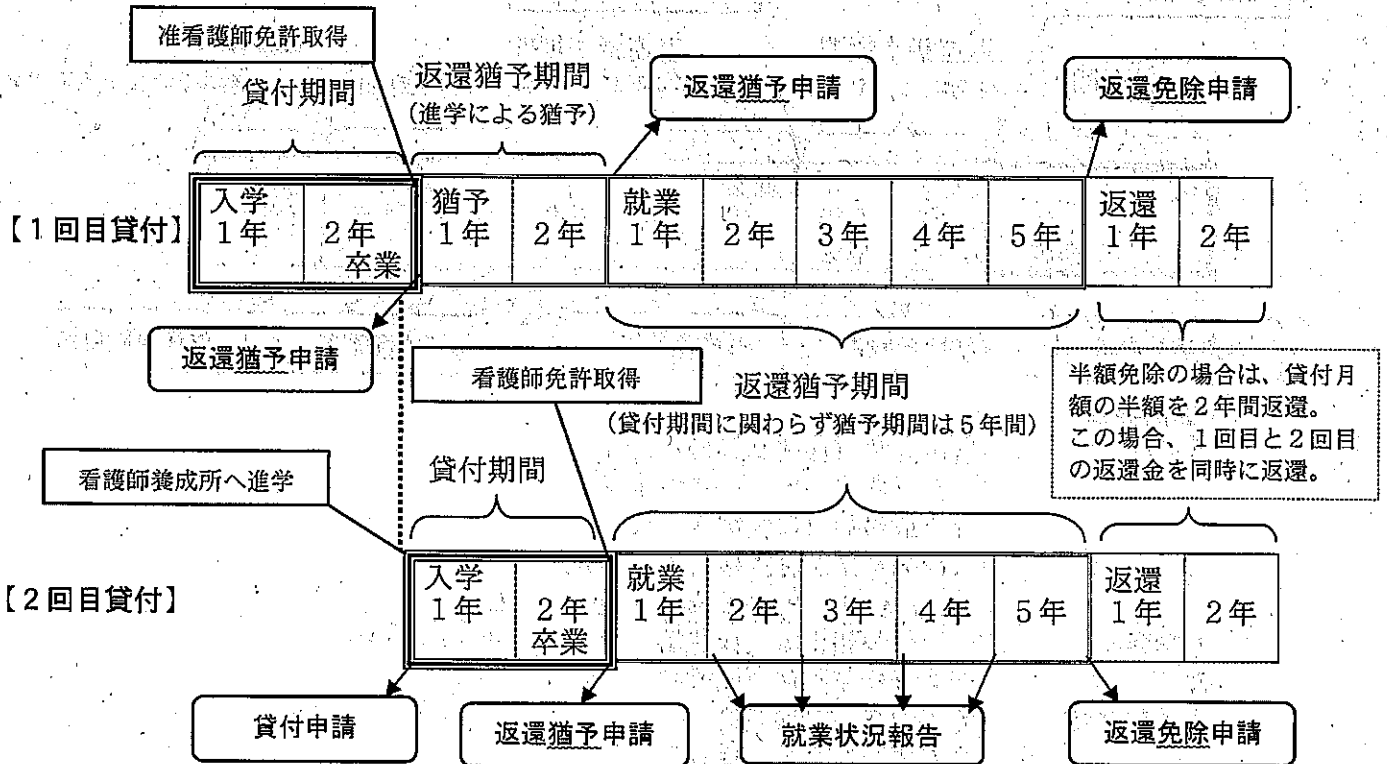 准看護師免許取得
貸付期間
返還猶予期間
(進学による猶予)
返還猶予申請
返還免除申請
【1回目貸付】
入学
1年
2年
卒業
猶予
1年
2年
就業
1年
2年
3年
4年
5年
返還
1年
2年
返還猶予申請
看護師免許取得
返還猶予期間
(貸付期間に関わらず猶予期間は5年間)
半額免除の場合は、貸付月
額の半額を2年間返還。
この場合、1回目と2回目
の返還金を同時に返還。
看護師養成所へ進学
貸付期間
【2回目貸付】
入学
1年
2年
卒業
就業
1年
2年
3年
4年
5年
返還
1年
2年
貸付申請
返還猶予申請
就業状況報告
返還免除申請